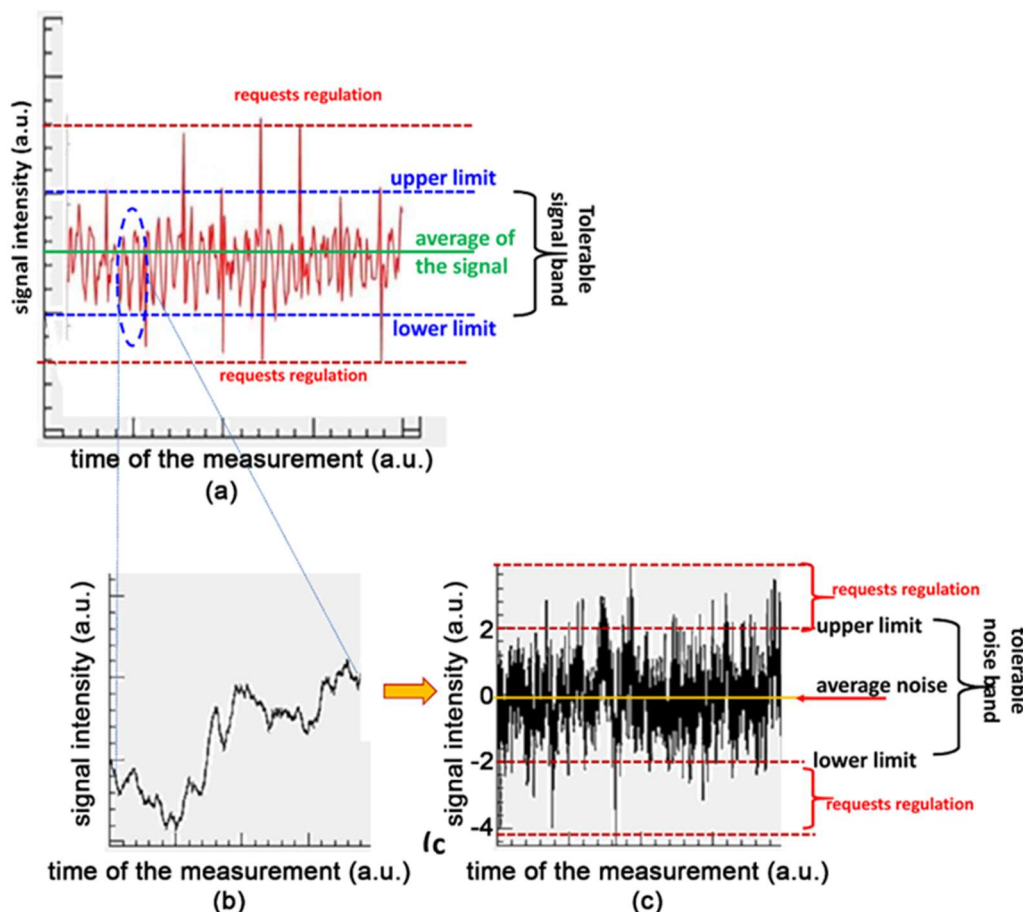 signal intensity (a.u.)
requests regulation
upper limit
average of
the signal
lower limit
requests regulation
Tolerable
signal band
time of the measurement (a.u.)
(a)
signal intensity (a.u.)
time of the measurement (a.u.)
(b)
(c
signal intensity (a.u.)
2
0
-2
-4
requests regulation
upper limit
average noise
lower limit
requests regulation
tolerable
noise band
time of the measurement (a.u.)
(c)